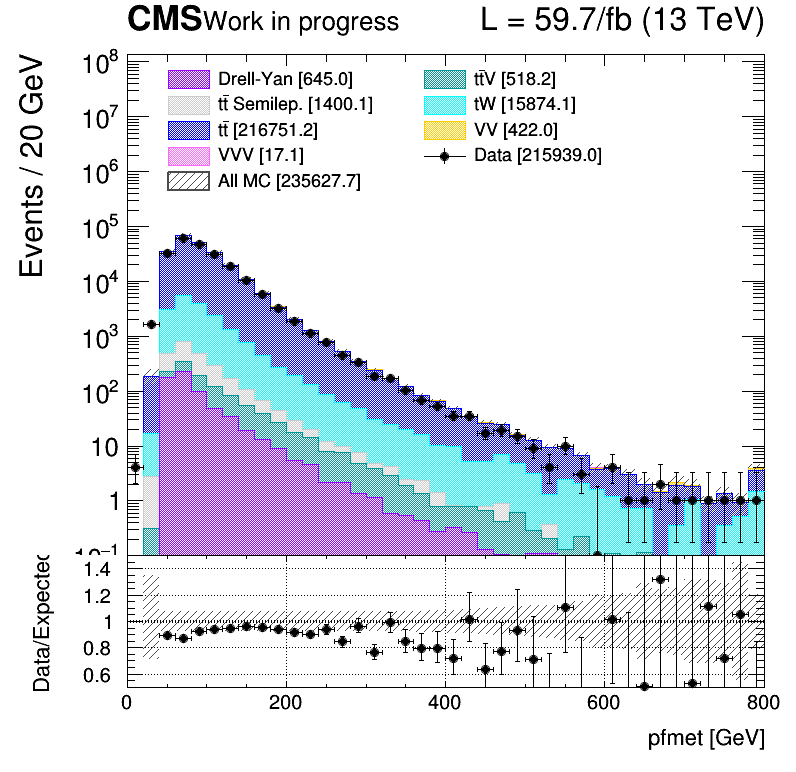 CMS Work in progress L = 59.7/fb (13 TeV)
Events / 20 GeV
10⁸
10⁷
10⁶
10⁵
10⁴
10³
10²
10
1
10⁻¹
Drell-Yan [645.0]
tt̄ Semilep. [1400.1]
tt̄ [216751.2]
VVV [17.1]
All MC [235627.7]
tt̄V [518.2]
tW [15874.1]
VV [422.0]
Data [215939.0]
Data/Expected
1.4
1.2
1
0.8
0.6
0 200 400 600 800
pfmet [GeV]